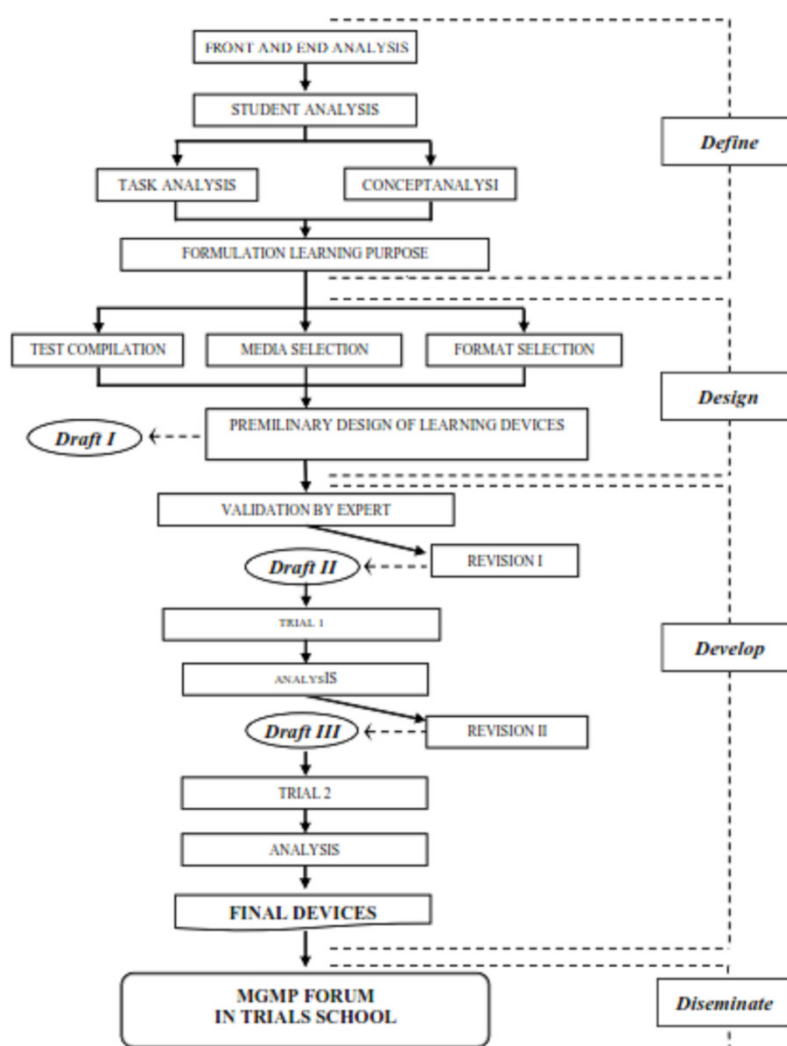 FRONT AND END ANALYSIS
STUDENT ANALYSIS
Define
TASK ANALYSIS
CONCEPTANALYSI
FORMULATION LEARNING PURPOSE
TEST COMPILATION
MEDIA SELECTION
FORMAT SELECTION
Design
PREMILINARY DESIGN OF LEARNING DEVICES
Draft I
VALIDATION BY EXPERT
REVISION I
Draft II
TRIAL 1
Develop
ANALYSIS
REVISION II
Draft III
TRIAL 2
ANALYSIS
FINAL DEVICES
MGMP FORUM
IN TRIALS SCHOOL
Diseminate